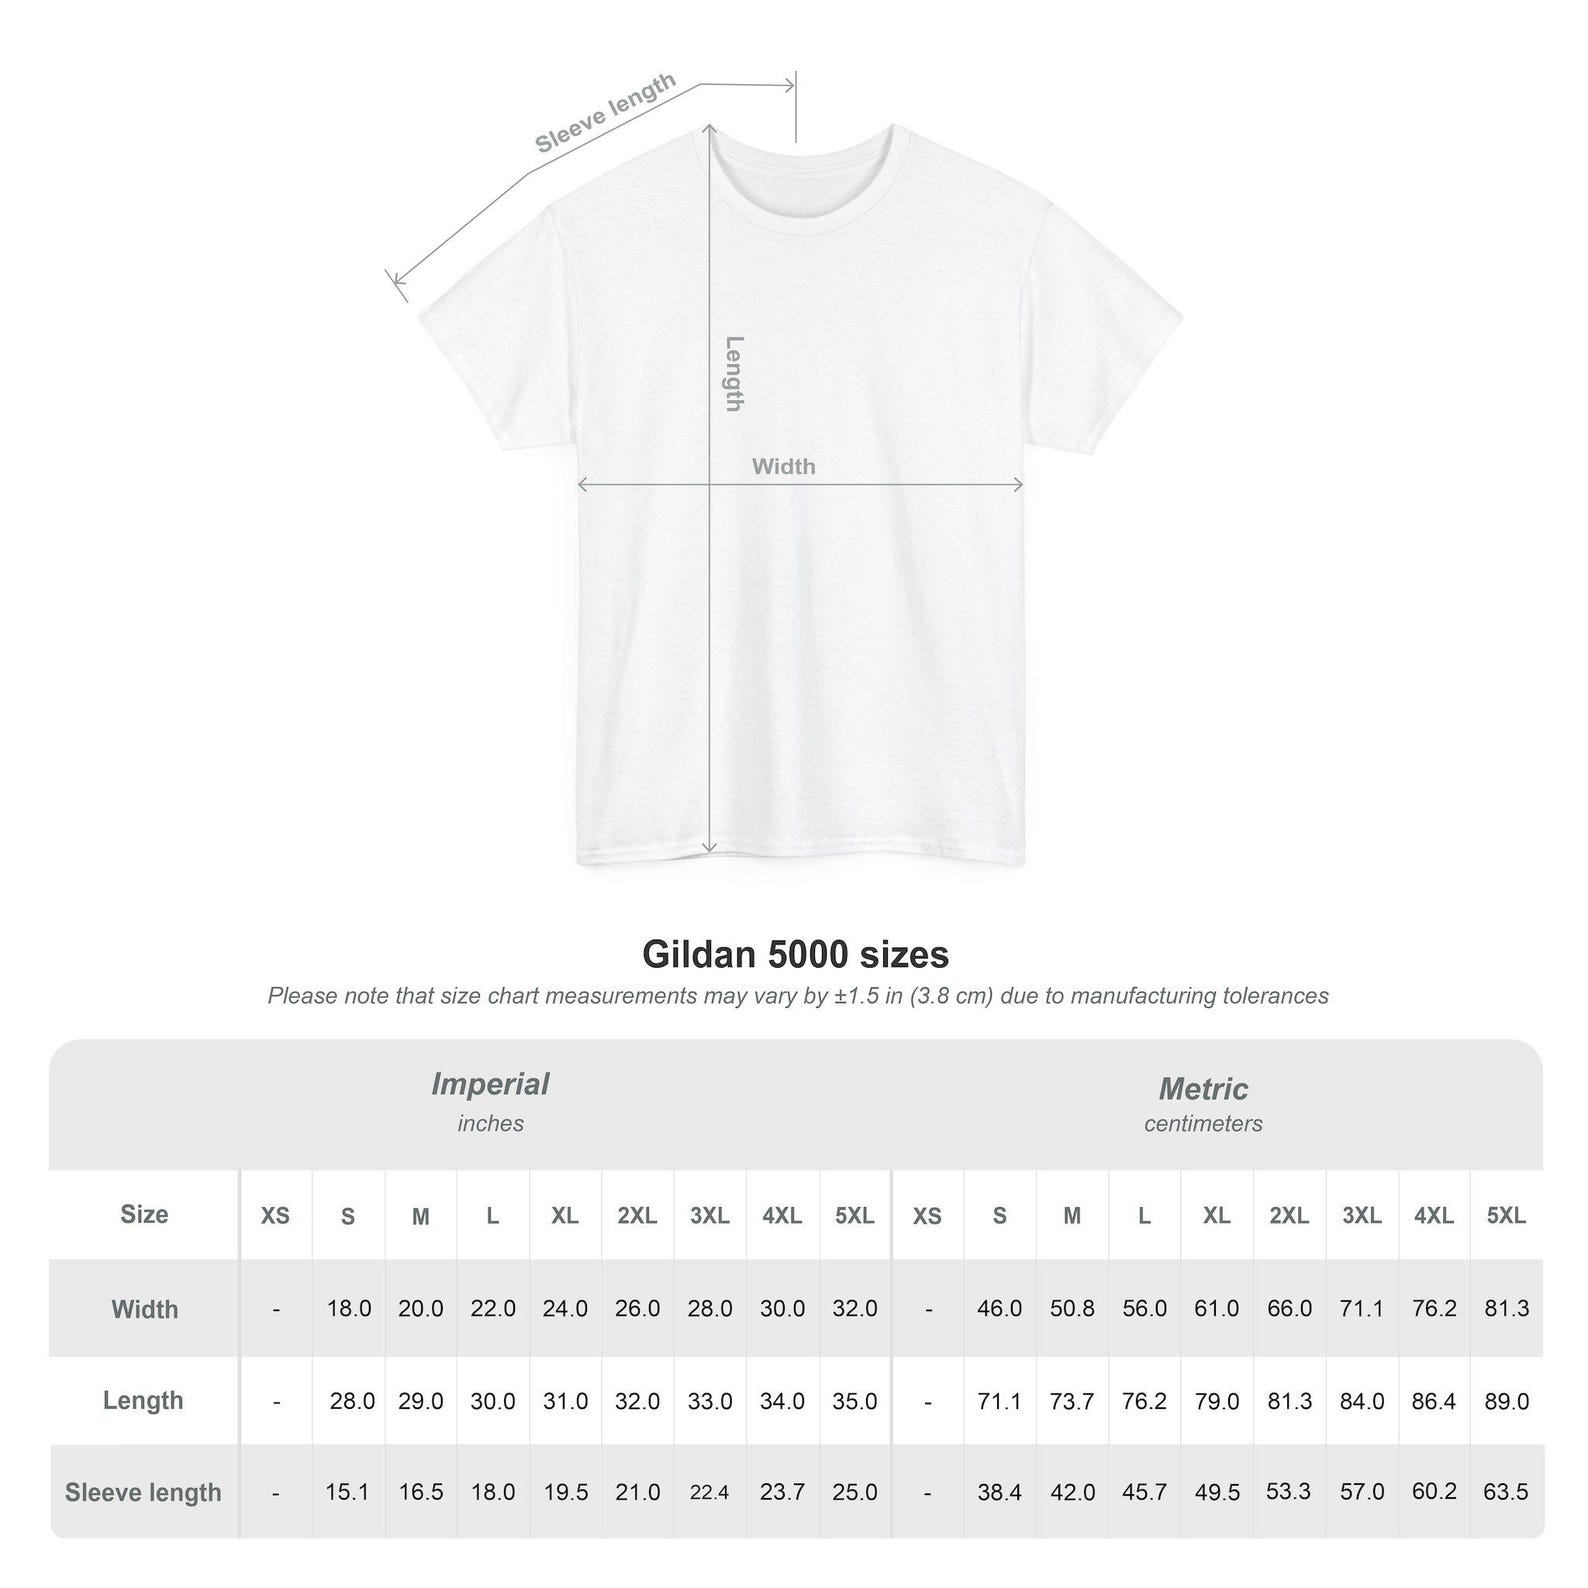 Sleeve length
Length
Width
Gildan 5000 sizes
Please note that size chart measurements may vary by ±1.5 in (3.8 cm) due to manufacturing tolerances
Imperial Metric
inches centimeters
Size XS S M L XL 2XL 3XL 4XL 5XL XS S M L XL 2XL 3XL 4XL 5XL
Width - 18.0 20.0 22.0 24.0 26.0 28.0 30.0 32.0 - 46.0 50.8 56.0 61.0 66.0 71.1 76.2 81.3
Length - 28.0 29.0 30.0 31.0 32.0 33.0 34.0 35.0 - 71.1 73.7 76.2 79.0 81.3 84.0 86.4 89.0
Sleeve length - 15.1 16.5 18.0 19.5 21.0 22.4 23.7 25.0 - 38.4 42.0 45.7 49.5 53.3 57.0 60.2 63.5